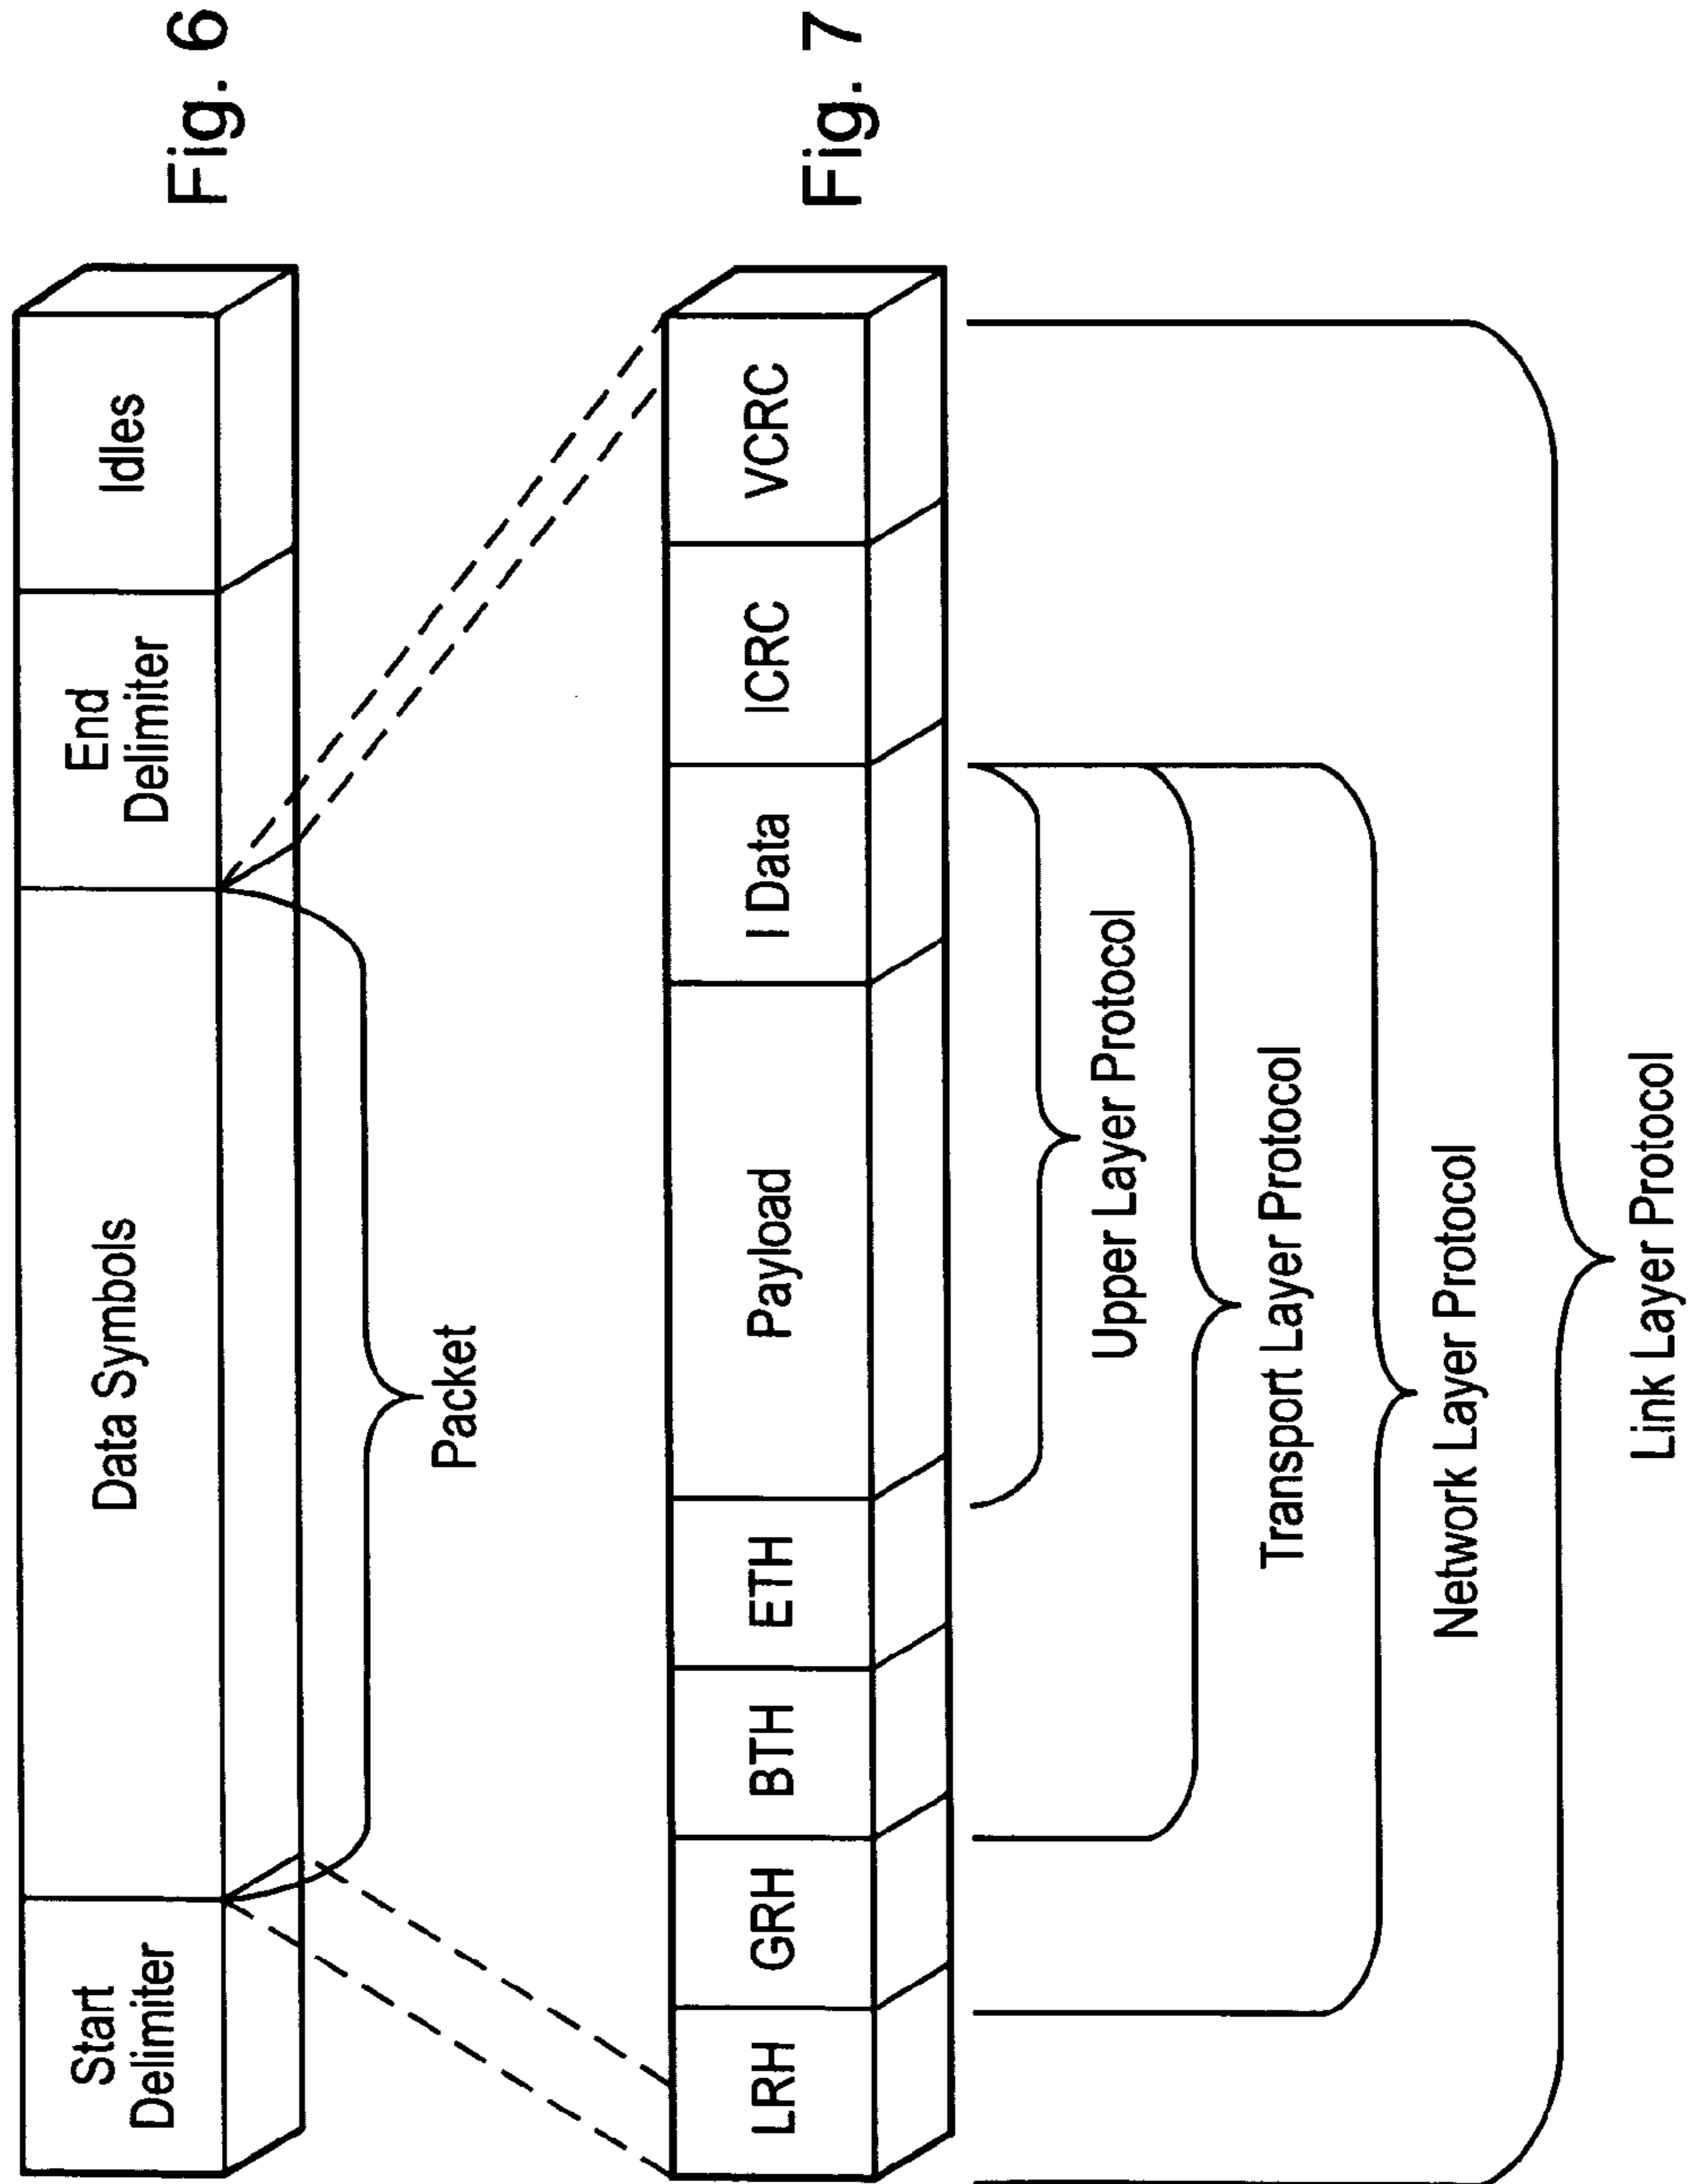 Start
Delimiter
Data Symbols
End
Delimiter
Idles
Packet
Fig. 6
LRH
GRH
BTH
ETH
Payload
I Data
ICRC
VCRC
Upper Layer Protocol
Transport Layer Protocol
Network Layer Protocol
Link Layer Protocol
Fig. 7